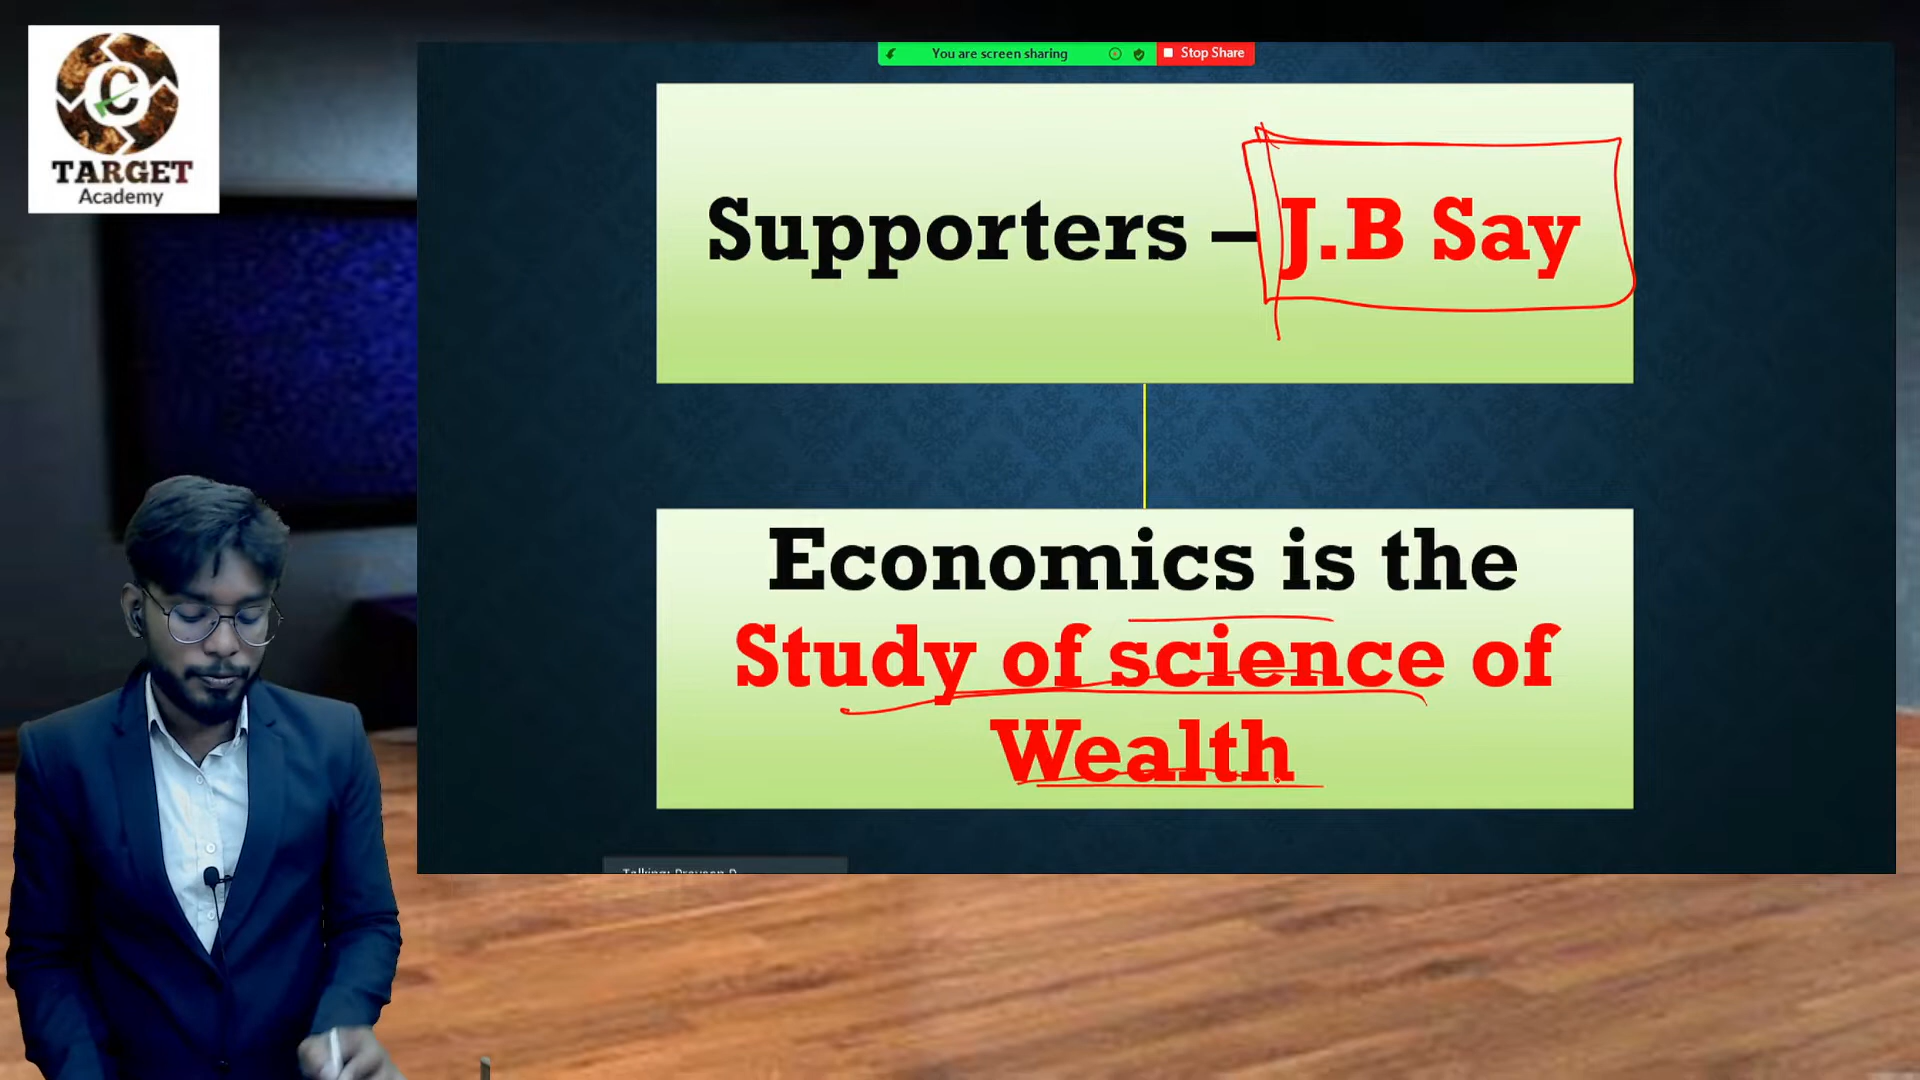 TARGET
Academy
You are screen sharing
Stop Share
Supporters – J.B Say
Economics is the
Study of science of
Wealth